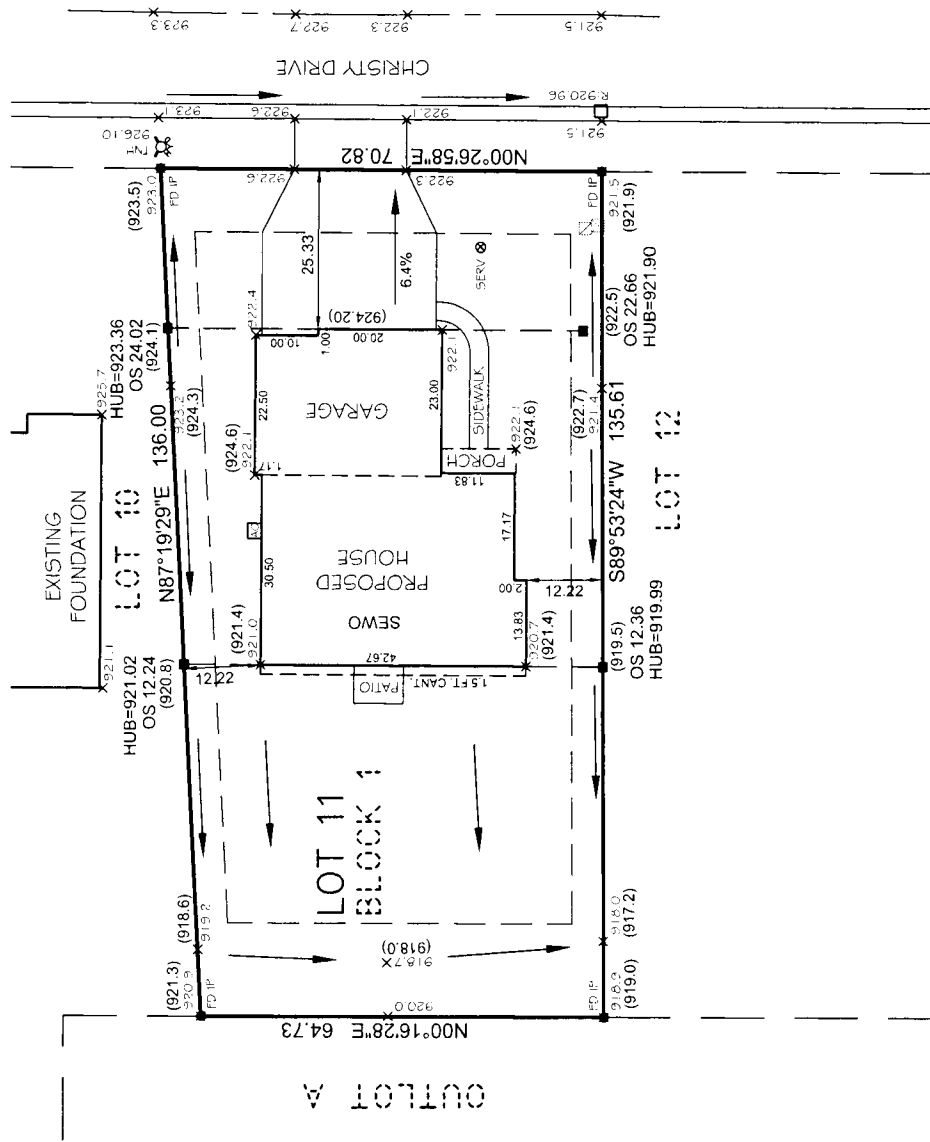 923.3
922.7
922.3
921.5
CHRISTY DRIVE
923.1
922.6
922.1
R:920.96
921.5
926.10
TNH
N00°26'58"E 70.82
(923.5)
923.0
FD IP
922.6
922.3
FD IP
921.5
(921.9)
25.33
6.4%
SERV
HUB=923.36
OS 24.02
(924.1)
922.4
(924.20)
10.00
1.00
20.00
922.1
(922.5)
OS 22.66
HUB=921.90
925.7
923.2
(924.3)
136.00
22.50
GARAGE
23.00
SIDEWALK
(922.7)
921.4
135.61
EXISTING
FOUNDATION
LOT 10
N87°19'29"E
(924.6)
922.1
1.17
PORCH
11.83
922.1
(924.6)
LOT 12
S89°53'24"W
AC
30.50
PROPOSED
HOUSE
SEWO
17.17
2.00
13.83
12.22
921.1
HUB=921.02
OS 12.24
(920.8)
(921.4)
921.0
12.22
42.67
PATIO
1.5 FT. CANT.
920.7
(921.4)
(919.5)
OS 12.36
HUB=919.99
LOT 11
BLOCK 1
(918.6)
919.2
918.7
(918.0)
918.0
(917.2)
(921.3)
920.9
FD IP
920.0
FD IP
918.9
(919.0)
N00°16'28"E 64.73
OUTLOT A